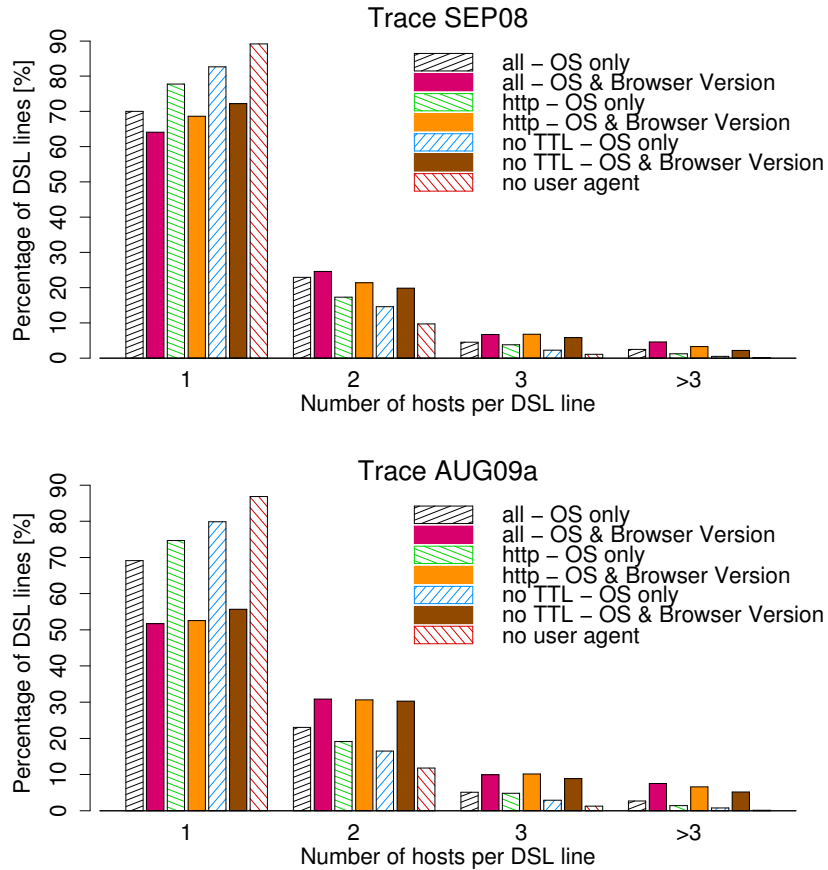 Trace SEP08
Percentage of DSL lines [%]
0 10 20 30 40 50 60 70 80 90
all – OS only
all – OS & Browser Version
http – OS only
http – OS & Browser Version
no TTL – OS only
no TTL – OS & Browser Version
no user agent
1 2 3 >3
Number of hosts per DSL line
Trace AUG09a
Percentage of DSL lines [%]
0 10 20 30 40 50 60 70 80 90
all – OS only
all – OS & Browser Version
http – OS only
http – OS & Browser Version
no TTL – OS only
no TTL – OS & Browser Version
no user agent
1 2 3 >3
Number of hosts per DSL line